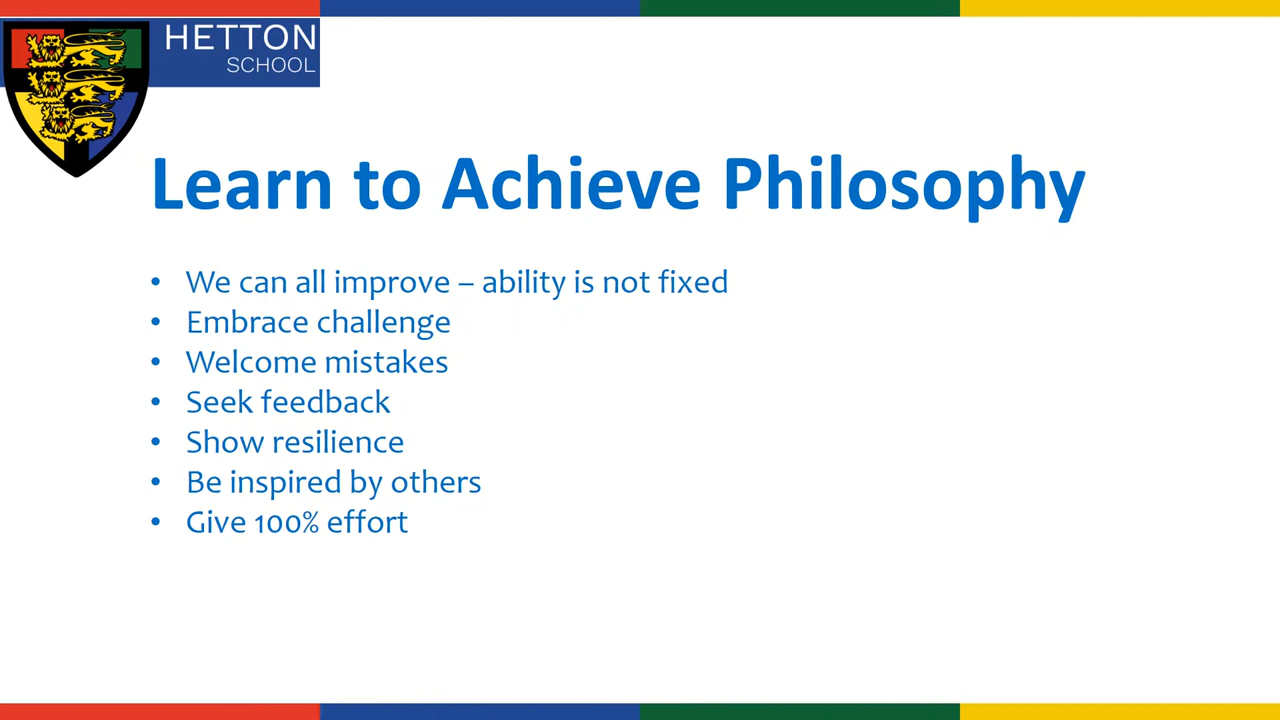 HETTON
SCHOOL
Learn to Achieve Philosophy
• We can all improve – ability is not fixed
• Embrace challenge
• Welcome mistakes
• Seek feedback
• Show resilience
• Be inspired by others
• Give 100% effort